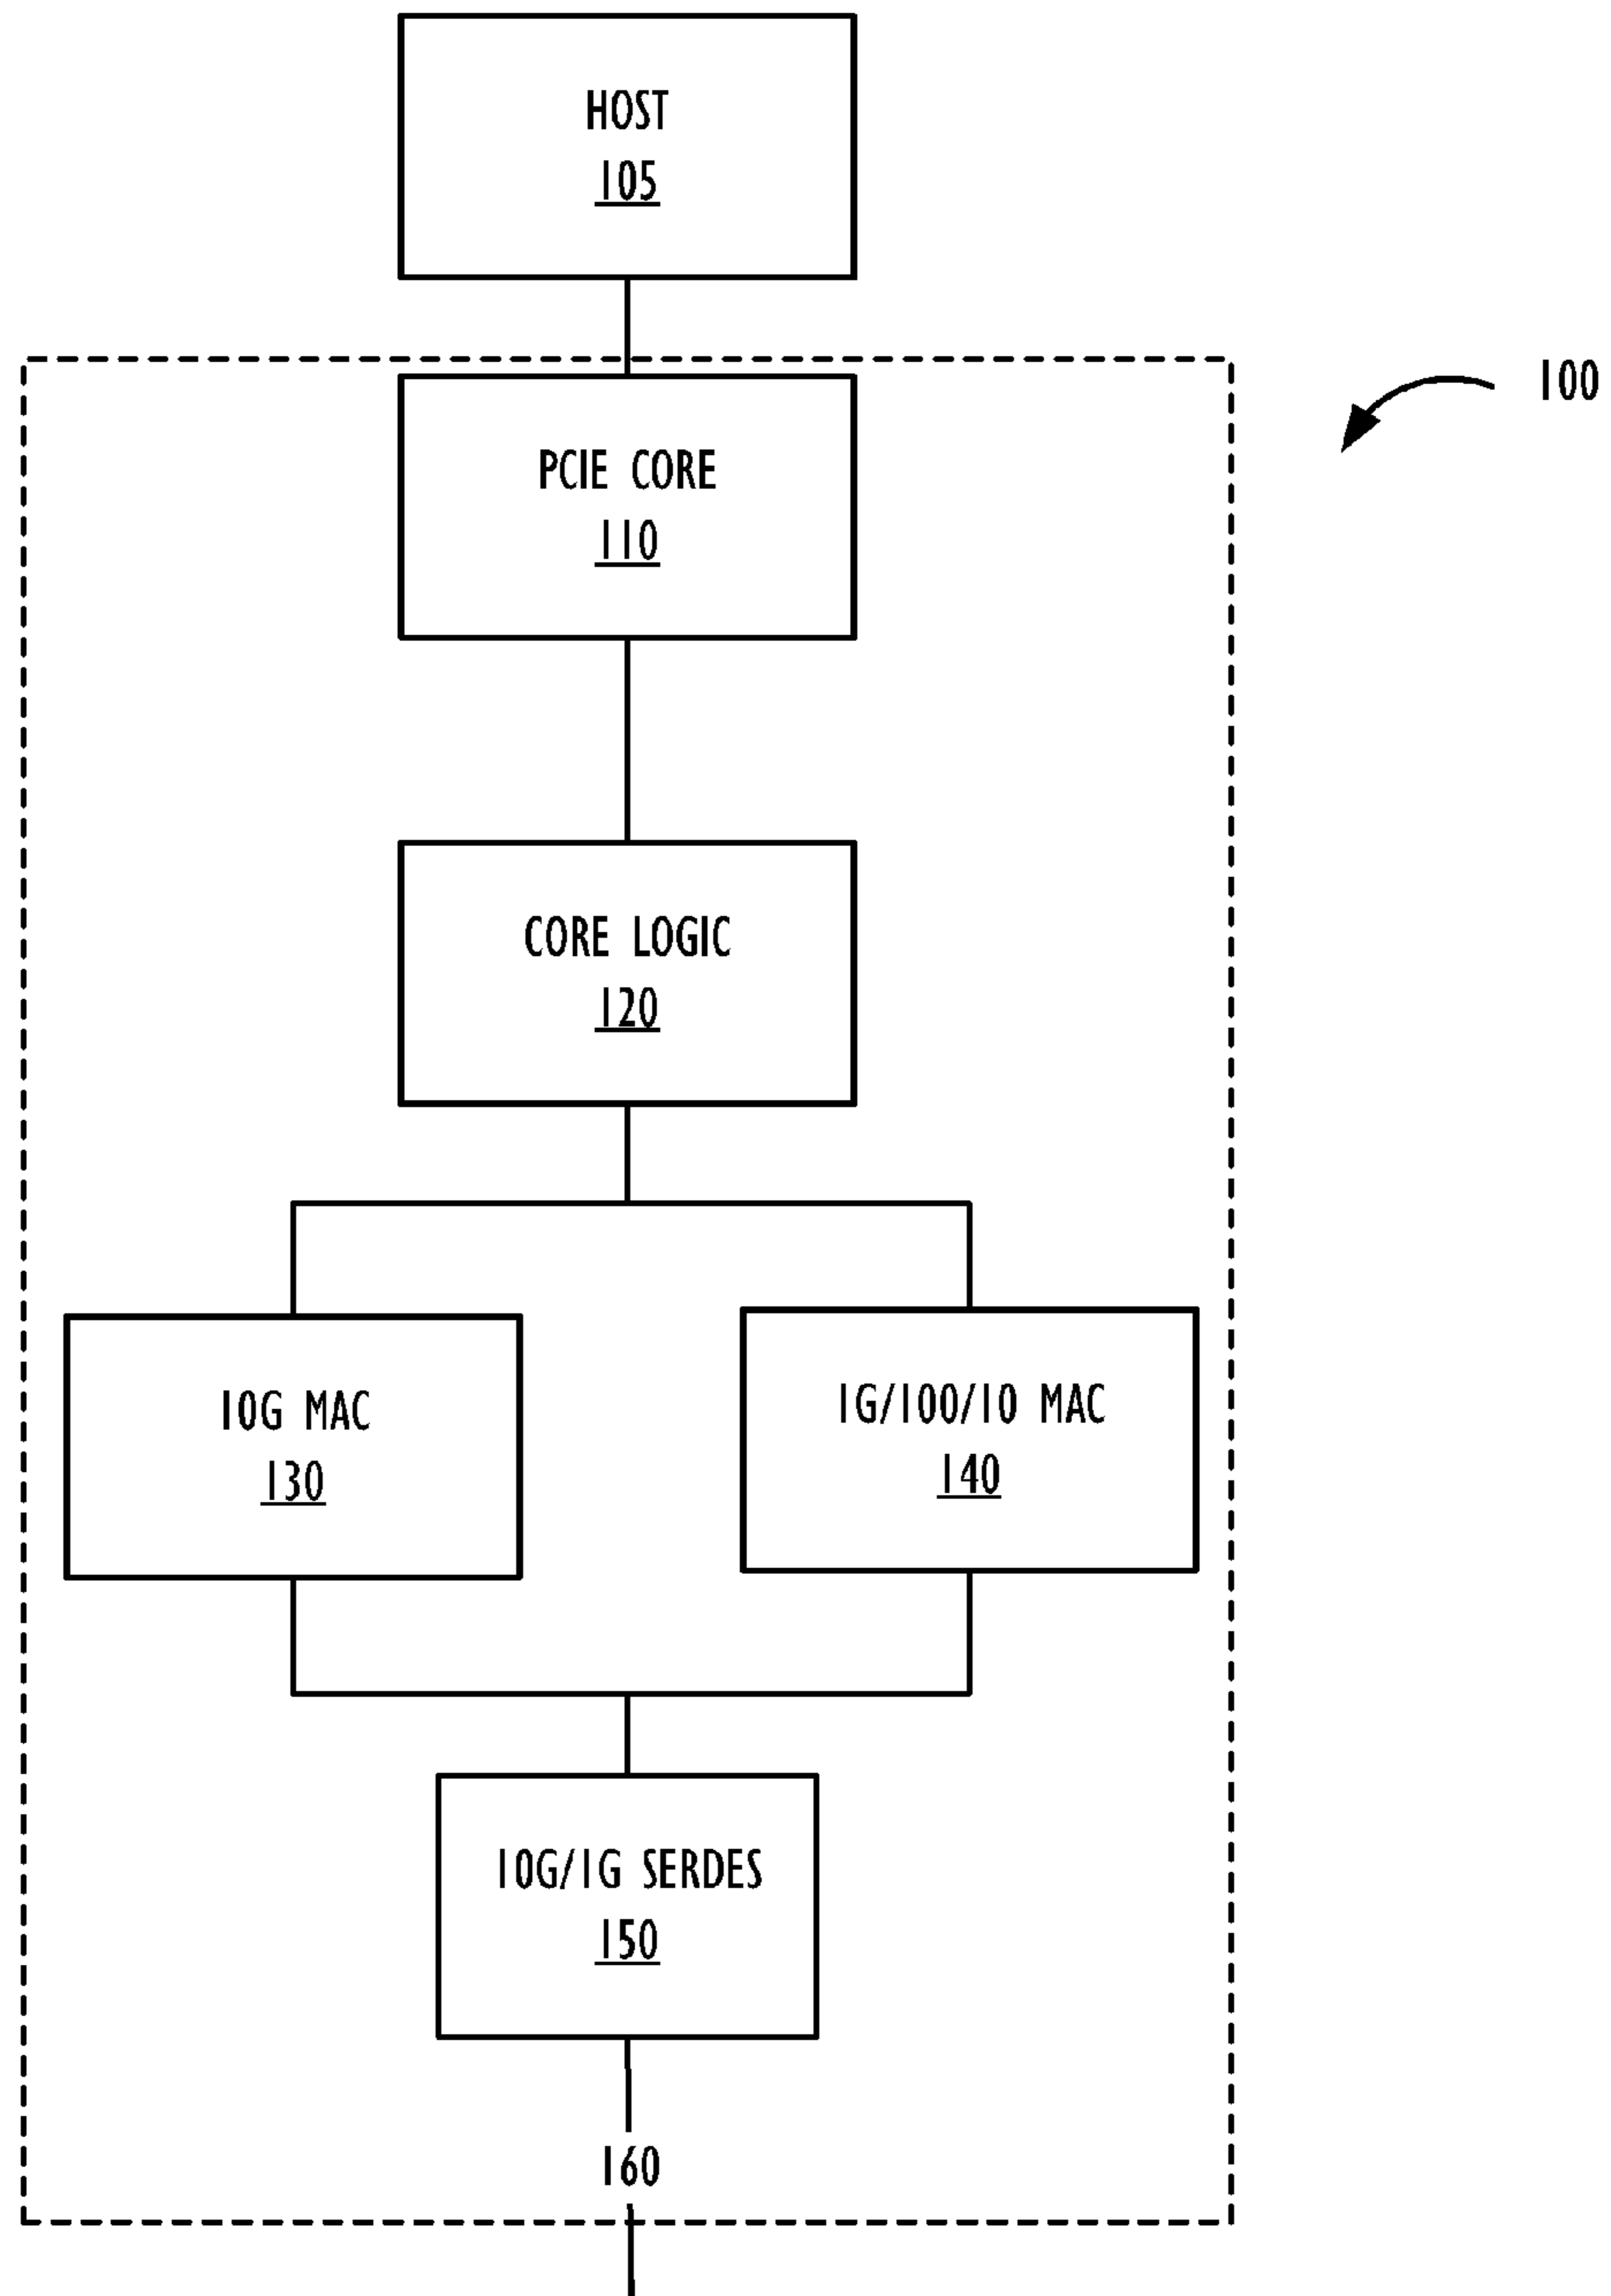 HOST
105
100
PCIE CORE
110
CORE LOGIC
120
10G MAC
130
1G/100/10 MAC
140
10G/1G SERDES
150
160